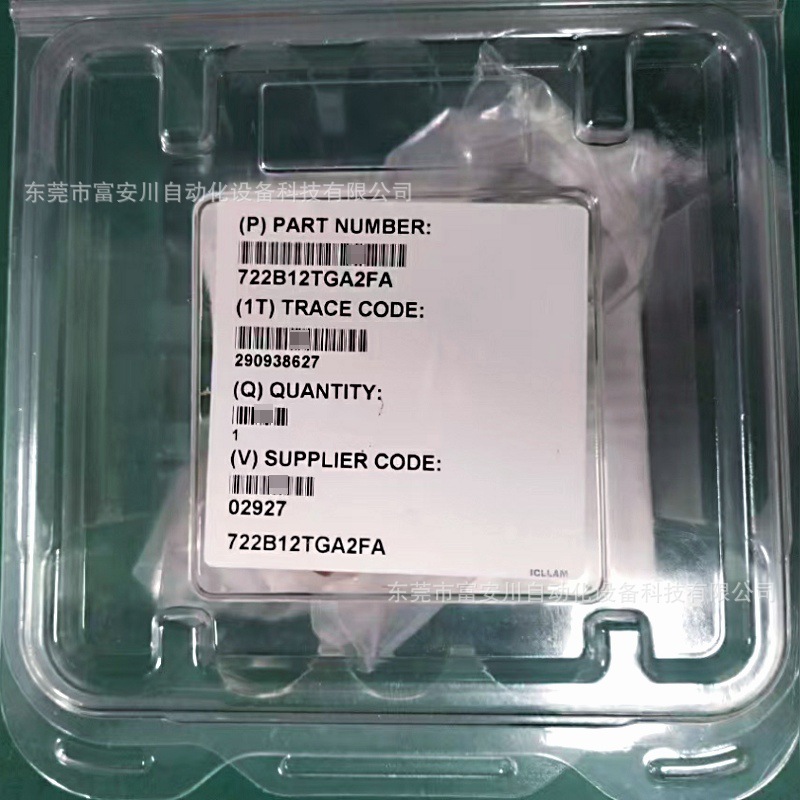 东莞市富安川自动化设备科技有限公司
(P) PART NUMBER:
722B12TGA2FA
(1T) TRACE CODE:
290938627
(Q) QUANTITY:
1
(V) SUPPLIER CODE:
02927
722B12TGA2FA
ICLLAM
东莞市富安川自动化设备科技有限公司